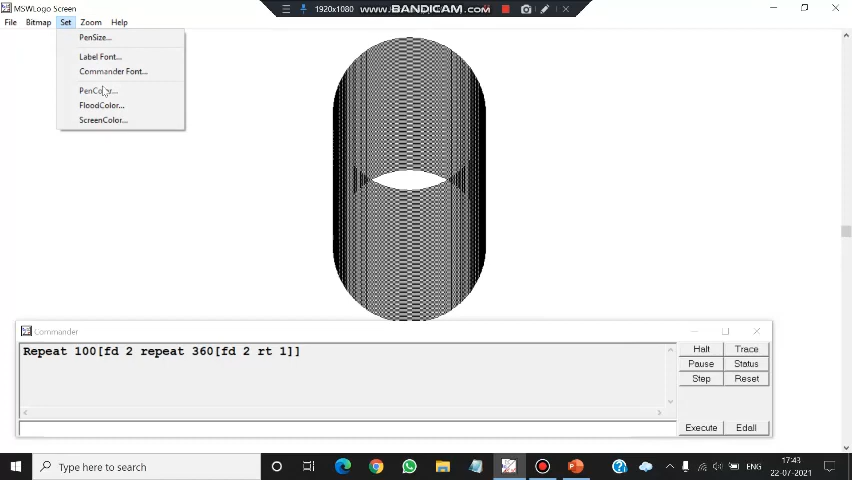 MSWLogo Screen
1920x1080
www.BANDICAM.com
File Bitmap Set Zoom Help
PenSize...
Label Font...
Commander Font...
PenColor...
FloodColor...
ScreenColor...
Commander
Repeat 100[fd 2 repeat 360[fd 2 rt 1]]
Halt Trace
Pause Status
Step Reset
Execute Edall
Type here to search
ENG
17:43
22-07-2021